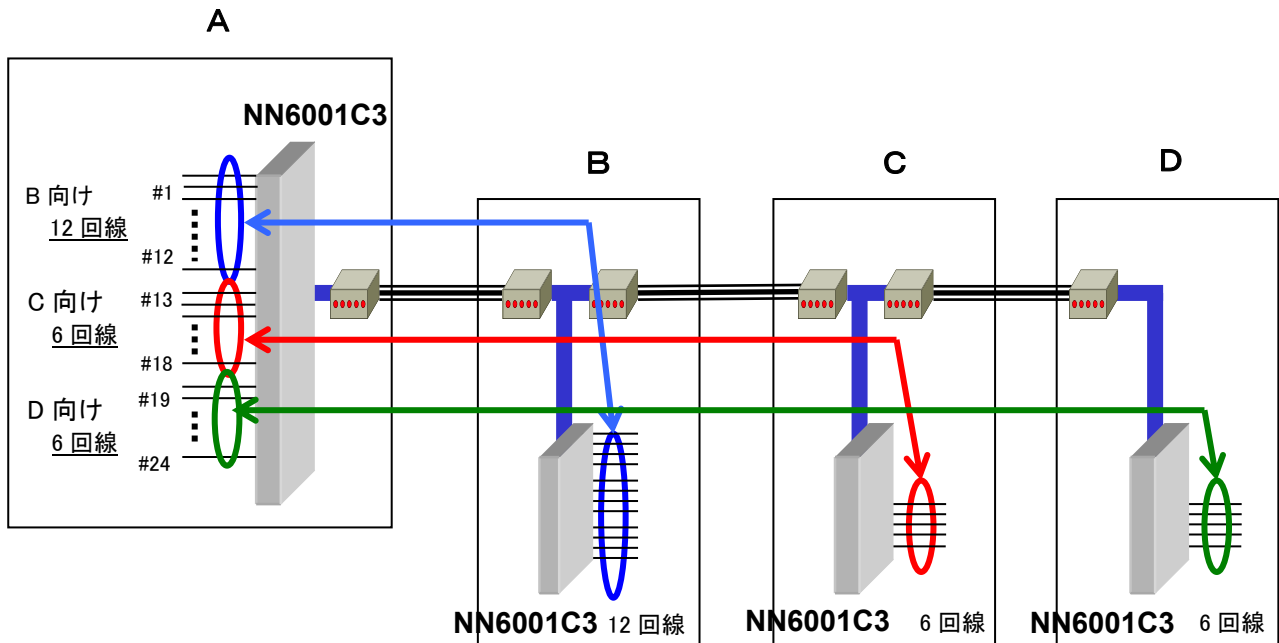 A
NN6001C3
B 向け
12 回線
#1
#12
C 向け
6 回線
#13
#18
D 向け
6 回線
#19
#24
B
C
D
NN6001C3 12 回線
NN6001C3 6 回線
NN6001C3 6 回線